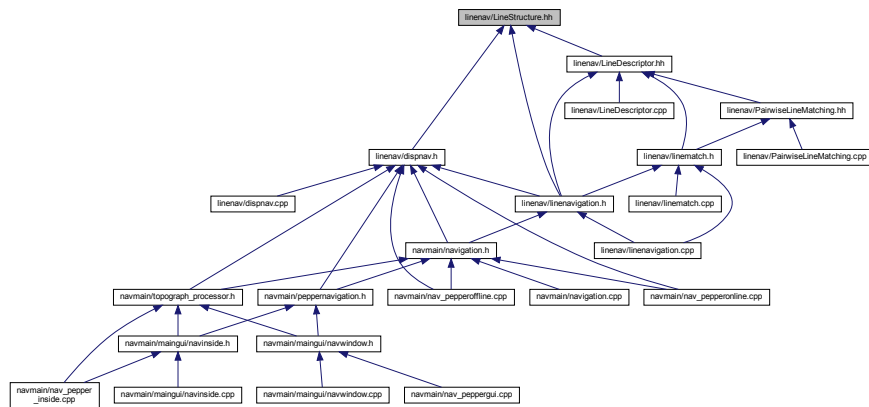 linenav/LineStructure.hh
linenav/LineDescriptor.hh
linenav/LineDescriptor.cpp
linenav/PairwiseLineMatching.hh
linenav/dispnav.h
linenav/linematch.h
linenav/PairwiseLineMatching.cpp
linenav/dispnav.cpp
linenav/linenavigation.h
linenav/linematch.cpp
navmain/navigation.h
linenav/linenavigation.cpp
navmain/topograph_processor.h
navmain/peppernavigation.h
navmain/nav_pepperoffline.cpp
navmain/navigation.cpp
navmain/nav_pepperonline.cpp
navmain/maingui/navinside.h
navmain/maingui/navwindow.h
navmain/nav_pepper
_inside.cpp
navmain/maingui/navinside.cpp
navmain/maingui/navwindow.cpp
navmain/nav_peppergui.cpp